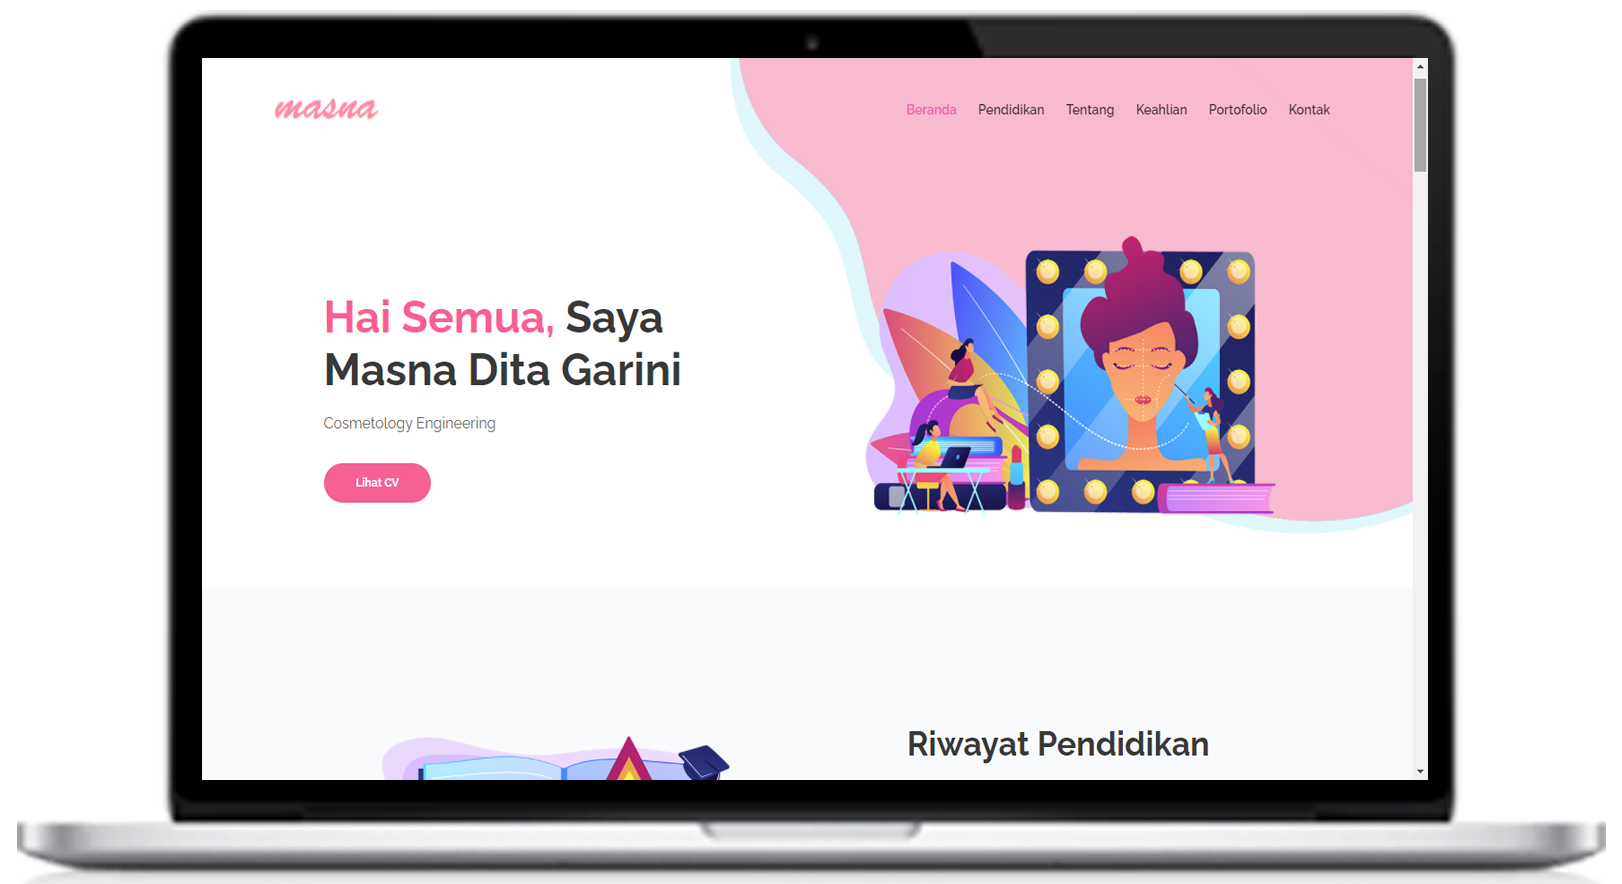 masna
Beranda Pendidikan Tentang Keahlian Portofolio Kontak
Hai Semua, Saya
Masna Dita Garini
Cosmetology Engineering
Lihat CV
Riwayat Pendidikan